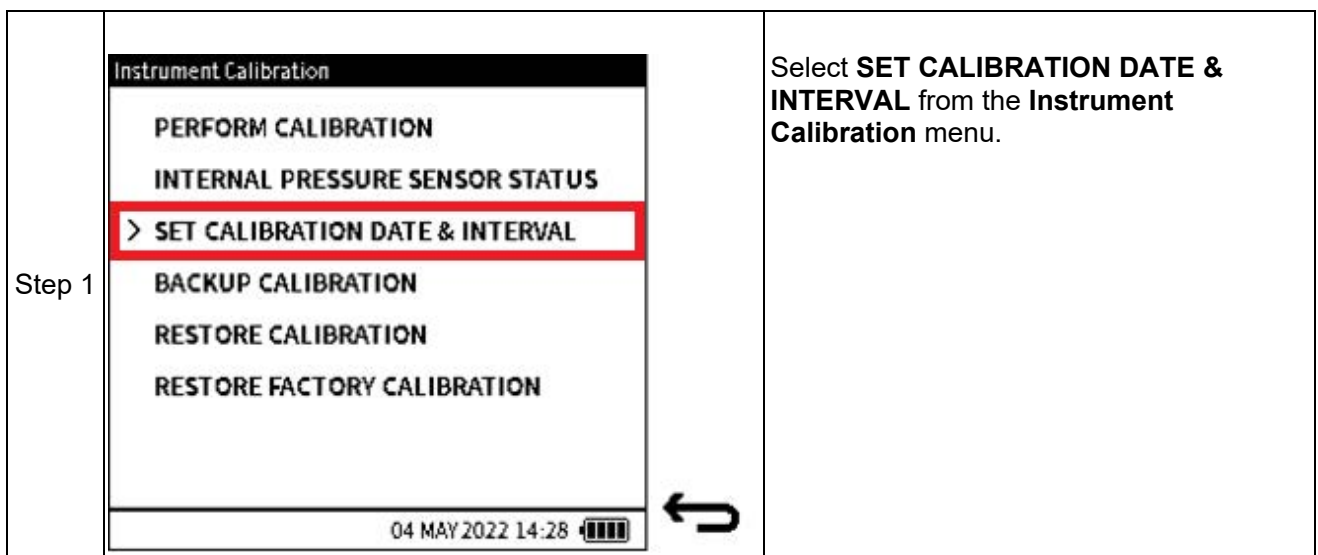 Step 1
Instrument Calibration
PERFORM CALIBRATION
INTERNAL PRESSURE SENSOR STATUS
> SET CALIBRATION DATE & INTERVAL
BACKUP CALIBRATION
RESTORE CALIBRATION
RESTORE FACTORY CALIBRATION
04 MAY 2022 14:28
Select SET CALIBRATION DATE &
INTERVAL from the Instrument
Calibration menu.